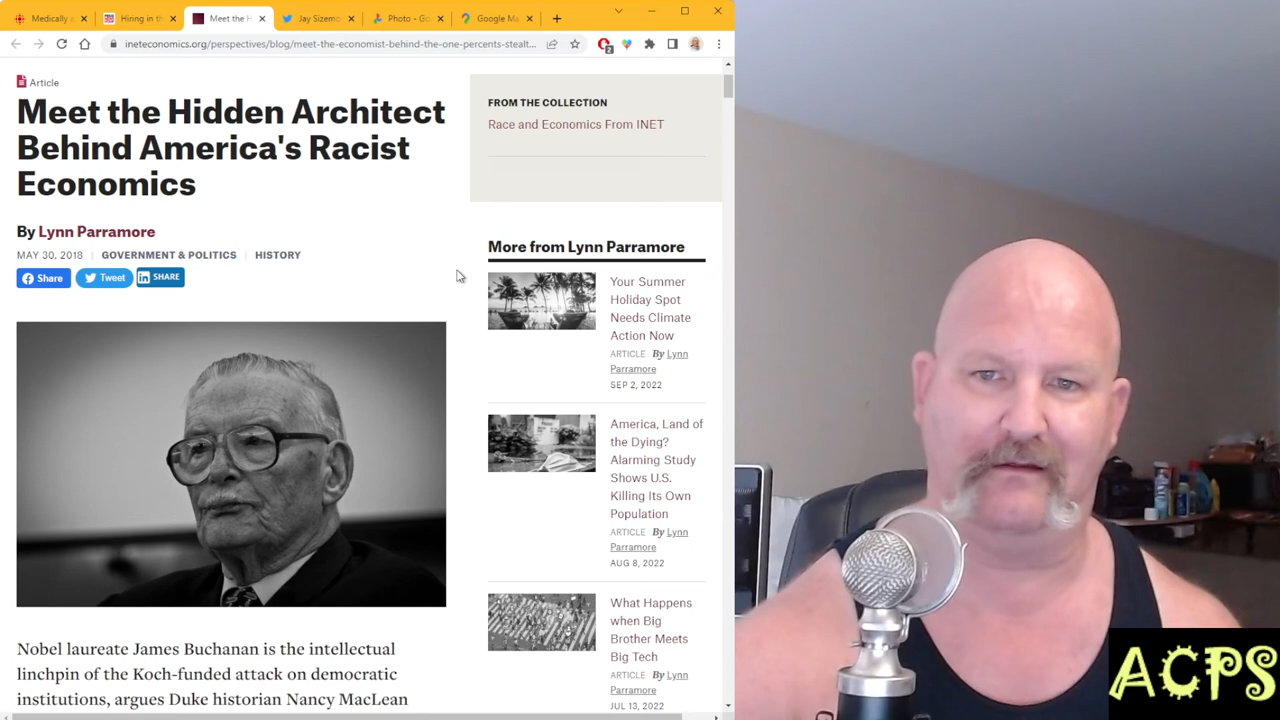 Medically a
Hiring in th
Meet the H
Jay Sizemo
Photo - Go
Google Ma
ineteconomics.org/perspectives/blog/meet-the-economist-behind-the-one-percents-stealt...
2
Article
Meet the Hidden Architect
Behind America's Racist
Economics
By Lynn Parramore
MAY 30, 2018 | GOVERNMENT & POLITICS | HISTORY
Share
Tweet
SHARE
Nobel laureate James Buchanan is the intellectual
linchpin of the Koch-funded attack on democratic
institutions, argues Duke historian Nancy MacLean
FROM THE COLLECTION
Race and Economics From INET
More from Lynn Parramore
Your Summer
Holiday Spot
Needs Climate
Action Now
ARTICLE By Lynn
Parramore
SEP 2, 2022
America, Land of
the Dying?
Alarming Study
Shows U.S.
Killing Its Own
Population
ARTICLE By Lynn
Parramore
AUG 8, 2022
What Happens
when Big
Brother Meets
Big Tech
ARTICLE By Lynn
Parramore
JUL 13, 2022
ACPS